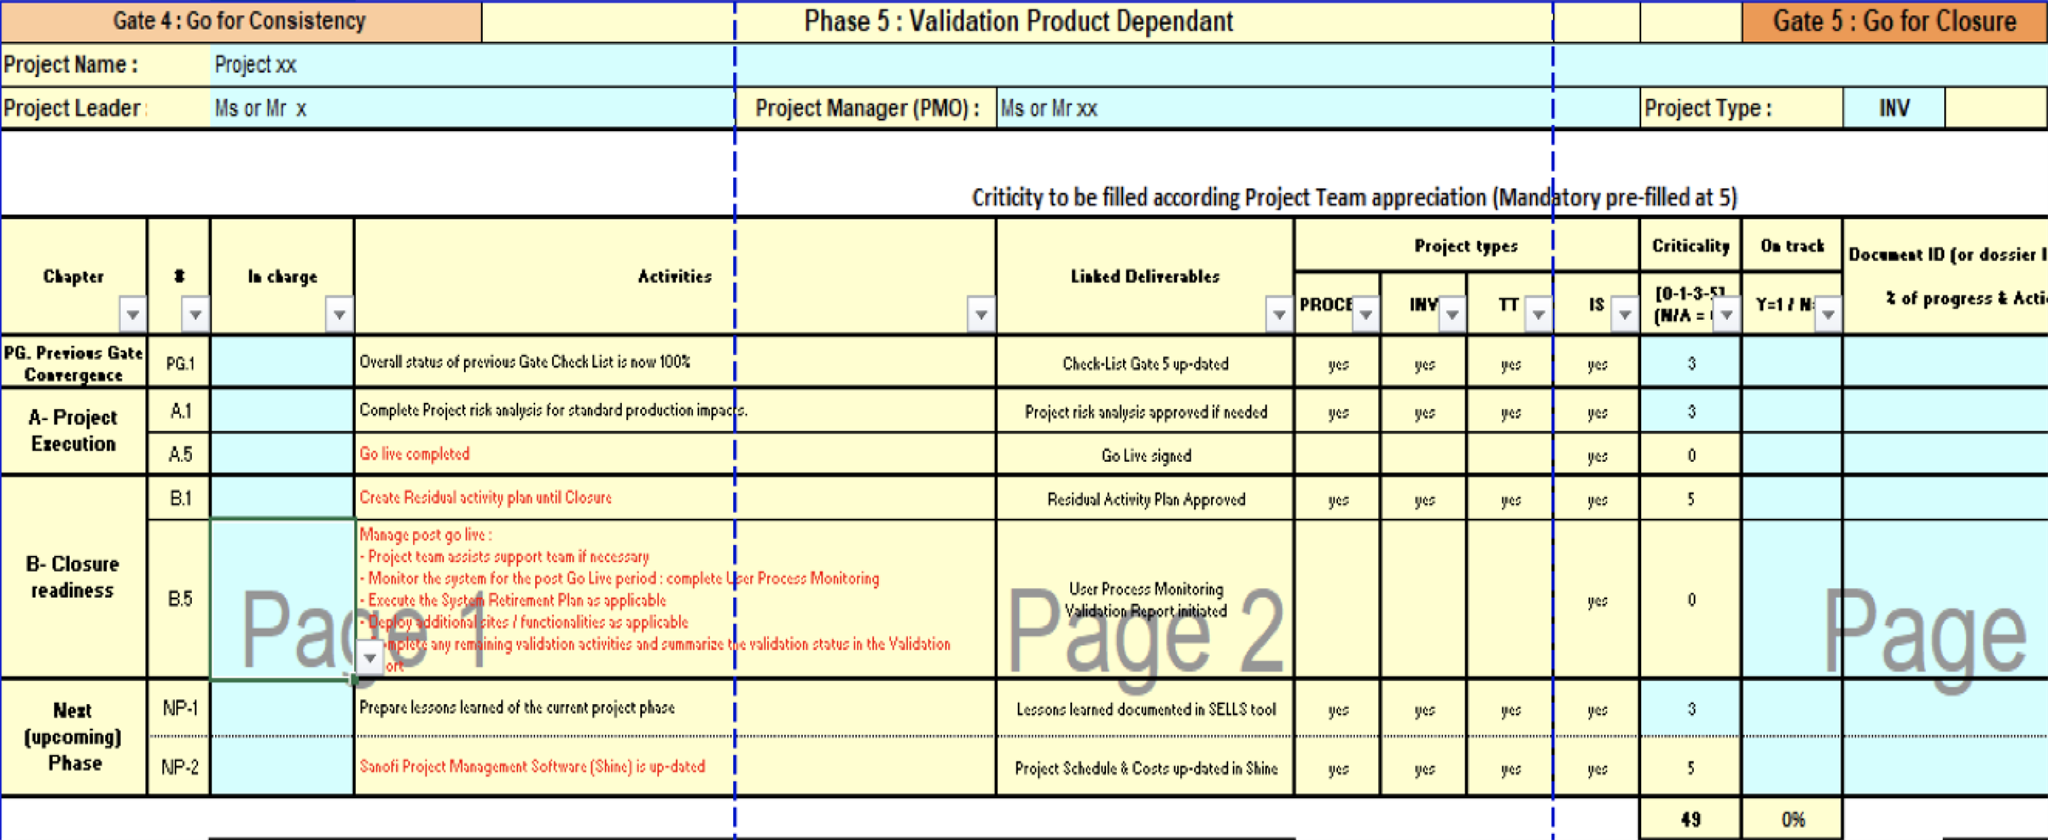 Gate 4 : Go for Consistency Phase 5 : Validation Product Dependant Gate 5 : Go for Closure
Project Name : Project xx
Project Leader : Ms or Mr x Project Manager (PMO) : Ms or Mr xx Project Type : INV
Criticity to be filled according Project Team appreciation (Mandatory pre-filled at 5)
Chapter # In charge Activities Linked Deliverables
Project types Criticality On track
Document ID (or dossier
PROCE INV TT IS [0-1-3-5] (N/A = Y=1 / N
% of progress & Acti
PG. Previous Gate Convergence PG.1 Overall status of previous Gate Check List is now 100% Check-List Gate 5 up-dated yes yes yes yes 3
A- Project Execution A.1 Complete Project risk analysis for standard production impacts. Project risk analysis approved if needed yes yes yes yes 3
A.5 Go live completed Go Live signed yes 0
B- Closure readiness B.1 Create Residual activity plan until Closure Residual Activity Plan Approved yes yes yes yes 5
B.5 Manage post go live :
- Project team assists support team if necessary
- Monitor the system for the post Go Live period : complete User Process Monitoring
- Execute the System Retirement Plan as applicable
- Deploy additional sites / functionalities as applicable
mplete any remaining validation activities and summarize the validation status in the Validation
ort
User Process Monitoring
Validation Report initiated
yes 0
Page 1 Page 2 Page
Next (upcoming) Phase NP-1 Prepare lessons learned of the current project phase Lessons learned documented in SELLS tool yes yes yes yes 3
NP-2 Sanofi Project Management Software (Shine) is up-dated Project Schedule & Costs up-dated in Shine yes yes yes yes 5
49 0%